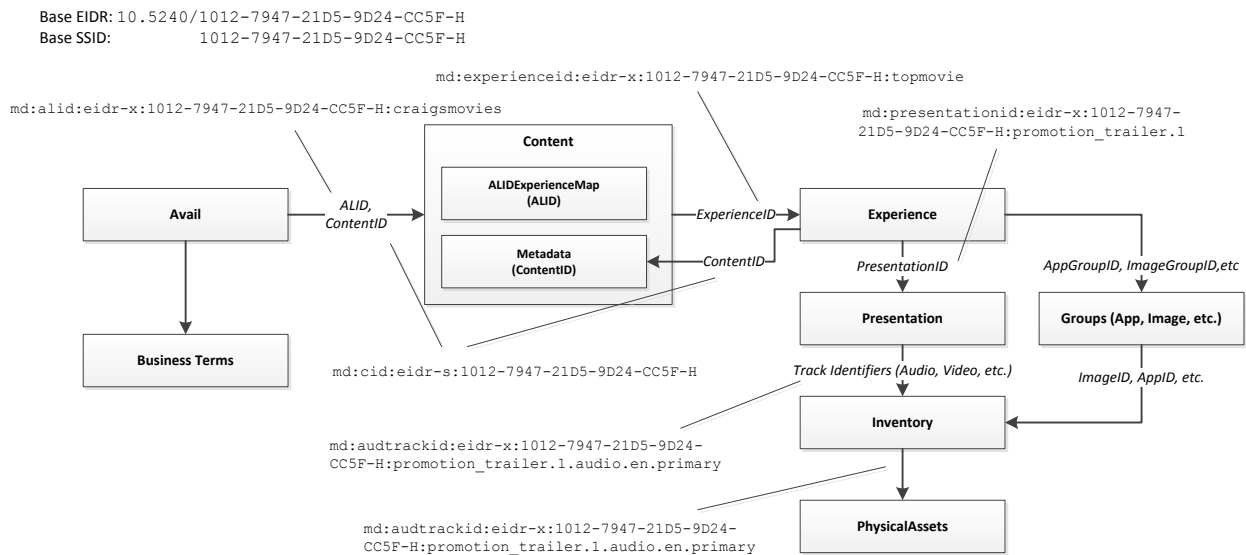 Base EIDR: 10.5240/1012-7947-21D5-9D24-CC5F-H
Base SSID: 1012-7947-21D5-9D24-CC5F-H
md:experienceid:eidr-x:1012-7947-21D5-9D24-CC5F-H:topmovie
md:alid:eidr-x:1012-7947-21D5-9D24-CC5F-H:craigsmovies
md:presentationid:eidr-x:1012-7947-
21D5-9D24-CC5F-H:promotion_trailer.1
Content
ALIDExperienceMap
(ALID)
Avail
ALID,
ContentID
ExperienceID
Experience
Metadata
(ContentID)
ContentID
PresentationID
AppGroupID, ImageGroupID,etc
Presentation
Groups (App, Image, etc.)
Business Terms
md:cid:eidr-s:1012-7947-21D5-9D24-CC5F-H
Track Identifiers (Audio, Video, etc.)
ImageID, AppID, etc.
Inventory
md:audtrackid:eidr-x:1012-7947-21D5-9D24-
CC5F-H:promotion_trailer.1.audio.en.primary
PhysicalAssets
md:audtrackid:eidr-x:1012-7947-21D5-9D24-
CC5F-H:promotion_trailer.1.audio.en.primary